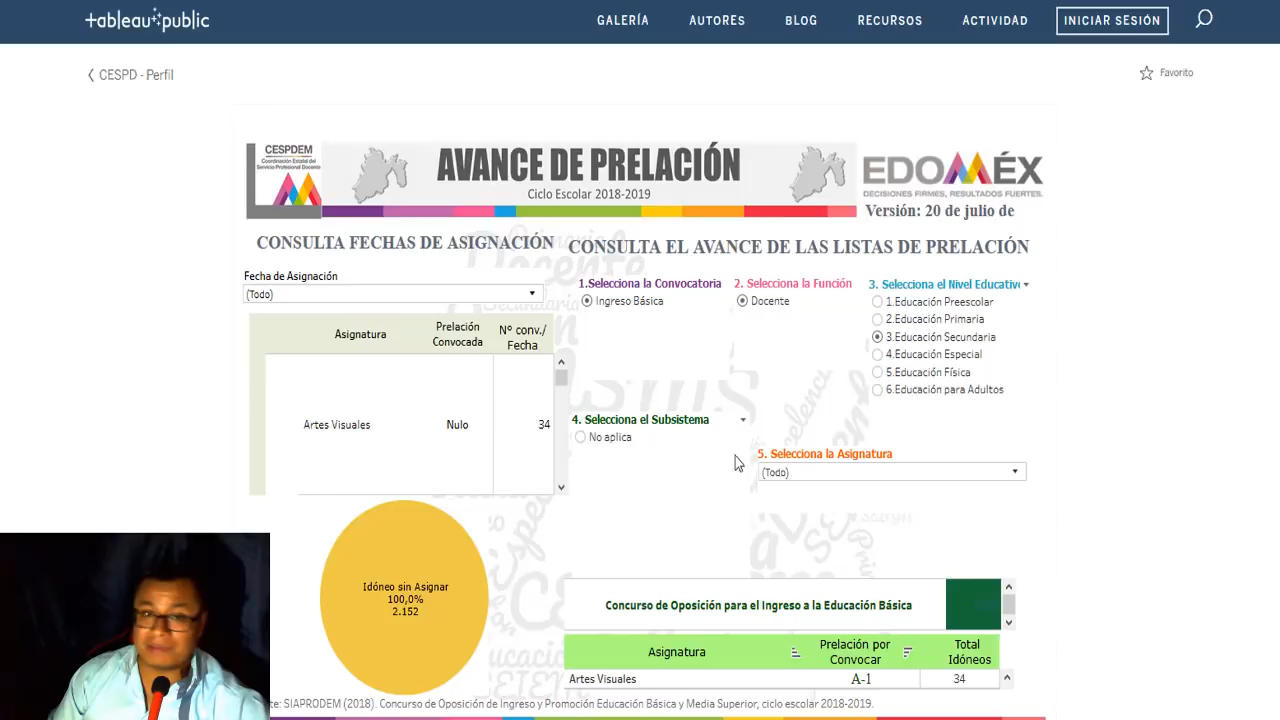 tableau public GALERÍA AUTORES BLOG RECURSOS ACTIVIDAD INICIAR SESIÓN
CESPD - Perfil
Favorito
CESPDEM
Coordinación Estatal del
Servicio Profesional Docente
AVANCE DE PRELACIÓN
Ciclo Escolar 2018-2019
EDOMÉX
DECISIONES FIRMES, RESULTADOS FUERTES.
Versión: 20 de julio de
CONSULTA FECHAS DE ASIGNACIÓN
CONSULTA EL AVANCE DE LAS LISTAS DE PRELACIÓN
Fecha de Asignación
(Todo)
Asignatura
Prelación
Convocada
Nº conv./
Fecha
Artes Visuales Nulo 34
1.Selecciona la Convocatoria
Ingreso Básica
2. Selecciona la Función
Docente
3. Selecciona el Nivel Educativo
1.Educación Preescolar
2.Educación Primaria
3.Educación Secundaria
4.Educación Especial
5.Educación Física
6.Educación para Adultos
4. Selecciona el Subsistema
No aplica
5. Selecciona la Asignatura
(Todo)
Idóneo sin Asignar
100,0%
2.152
Concurso de Oposición para el Ingreso a la Educación Básica
Asignatura
Prelación por
Convocar
Total
Idóneos
Artes Visuales A-1 34
SIAPRODEM (2018). Concurso de Oposición de Ingreso y Promoción Educación Básica y Media Superior, ciclo escolar 2018-2019.